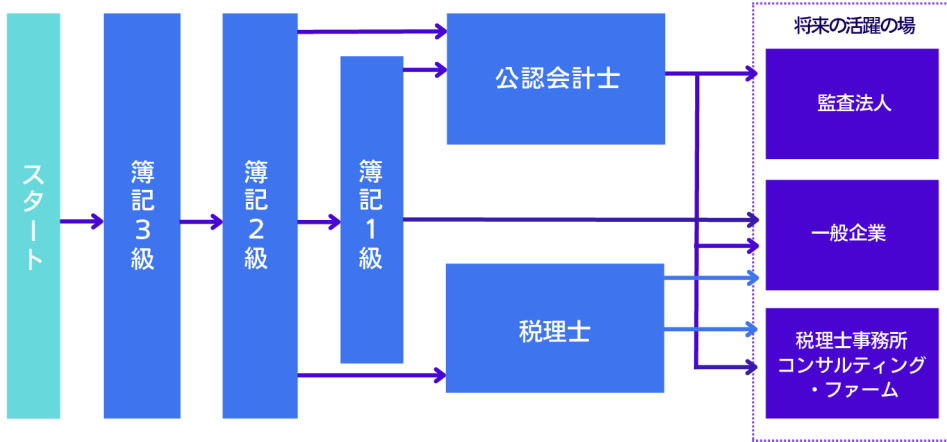 スタート
簿記3級
簿記2級
簿記1級
公認会計士
税理士
将来の活躍の場
監査法人
一般企業
税理士事務所
コンサルティング
・ファーム